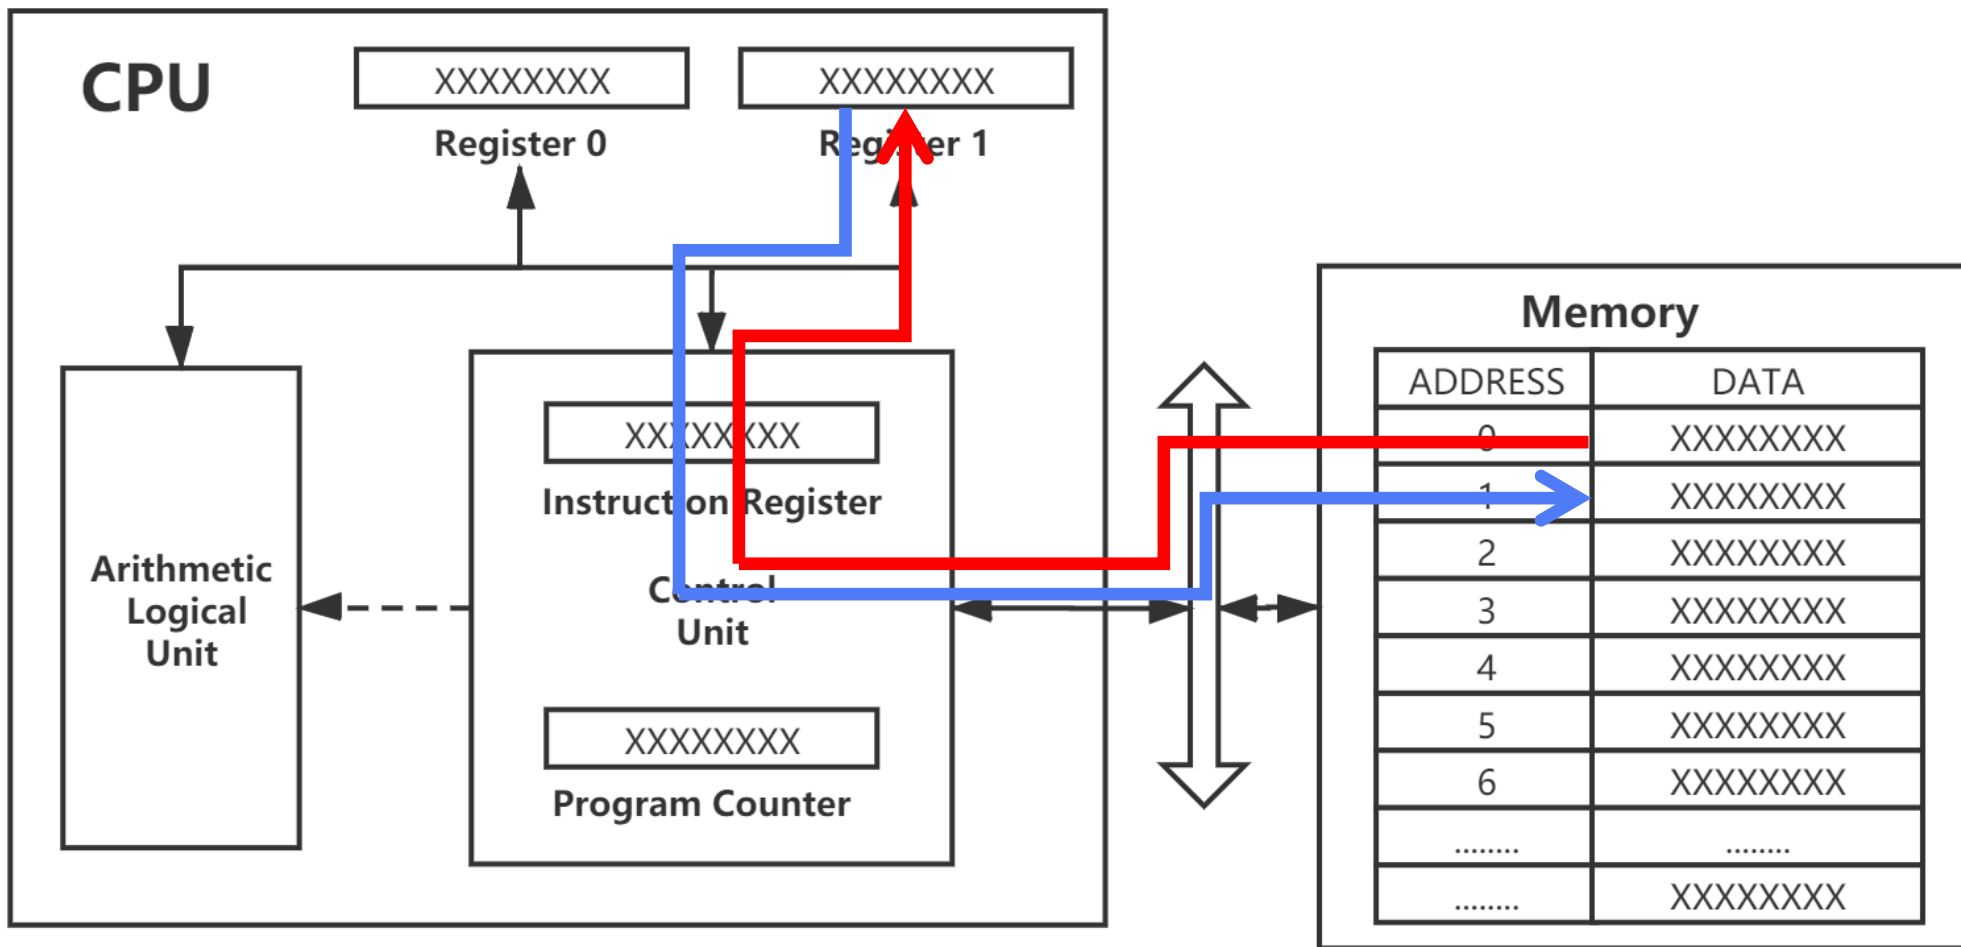 CPU
XXXXXXXX
XXXXXXXX
Register 0
Register 1
Arithmetic
Logical
Unit
XXXXXXXX
Instruction Register
Control
Unit
XXXXXXXX
Program Counter
Memory
ADDRESS DATA
0 XXXXXXXX
1 XXXXXXXX
2 XXXXXXXX
3 XXXXXXXX
4 XXXXXXXX
5 XXXXXXXX
6 XXXXXXXX
........ ........
........ XXXXXXXX